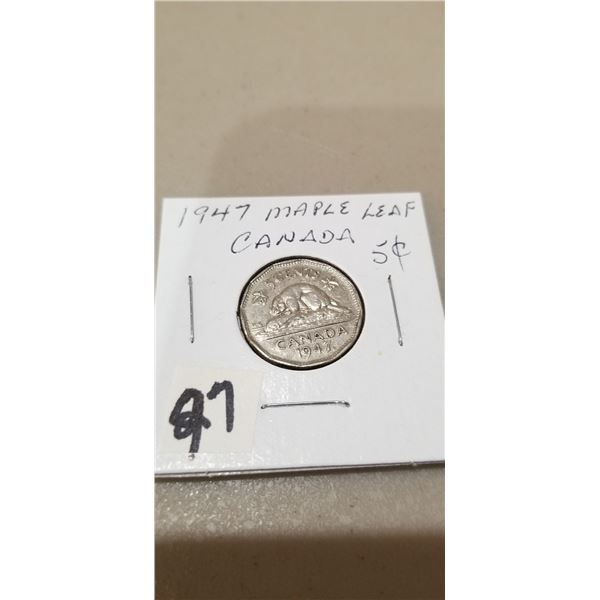 1947 MAPLE LEAF
CANADA 5¢
5 CENTS
CANADA
1947
97